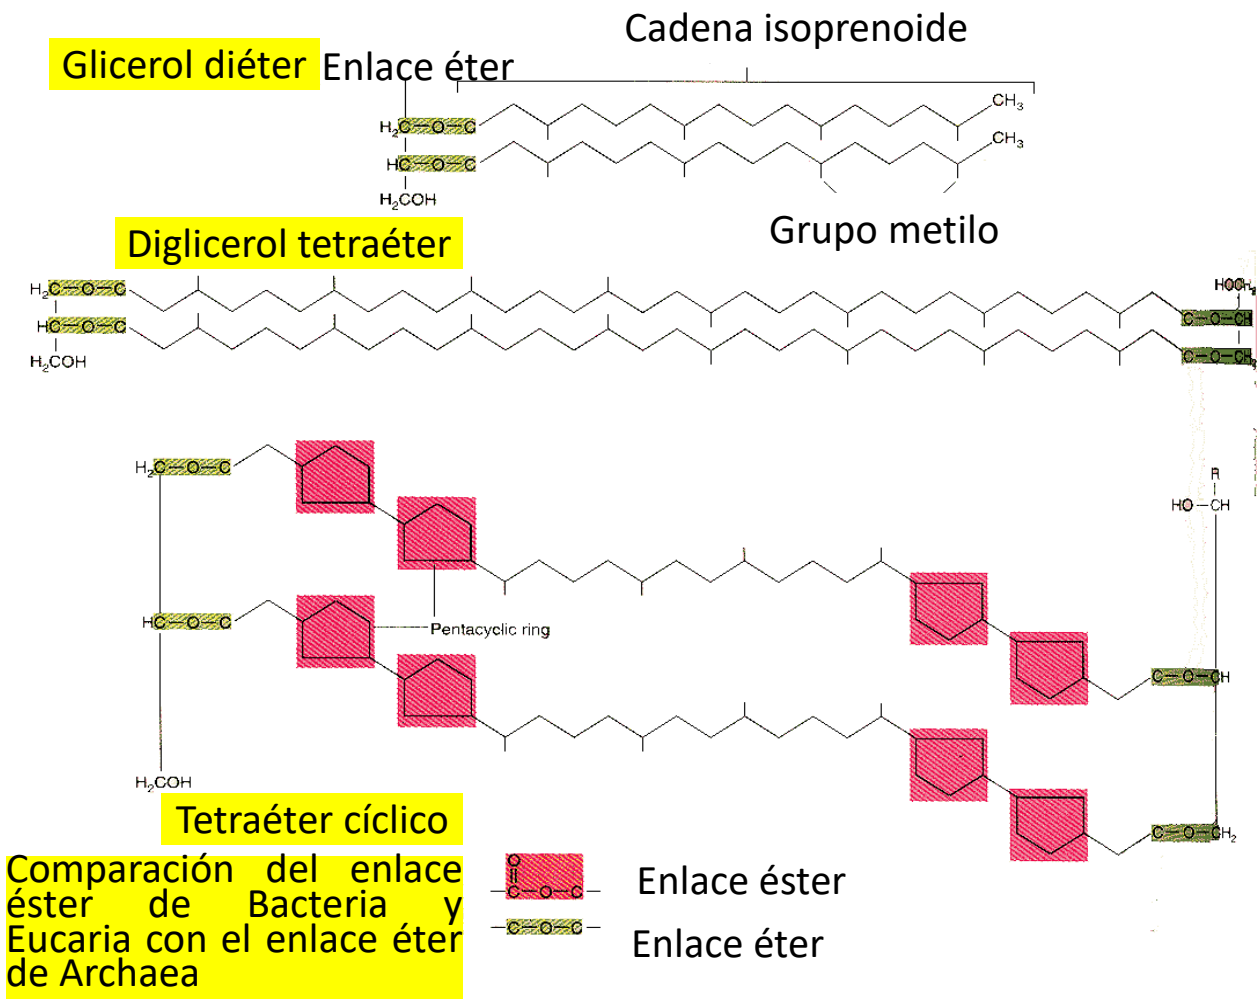 Cadena isoprenoide
Glicerol diéter Enlace éter
CH3
H2C-O-C
CH3
HC-O-C
H2COH
Grupo metilo
Diglicerol tetraéter
H2C-O-C
HC-O-C
C-O-CH
H2COH
R
H2C-O-C
HO-CH
HC-O-C
Pentacyclic ring
C-O-CH
H2COH
C-O-CH2
Tetraéter cíclico
Comparación del enlace
éster de Bacteria y
Eucaria con el enlace éter
de Archaea
O
-C-O-C-
Enlace éster
-C-O-C-
Enlace éter